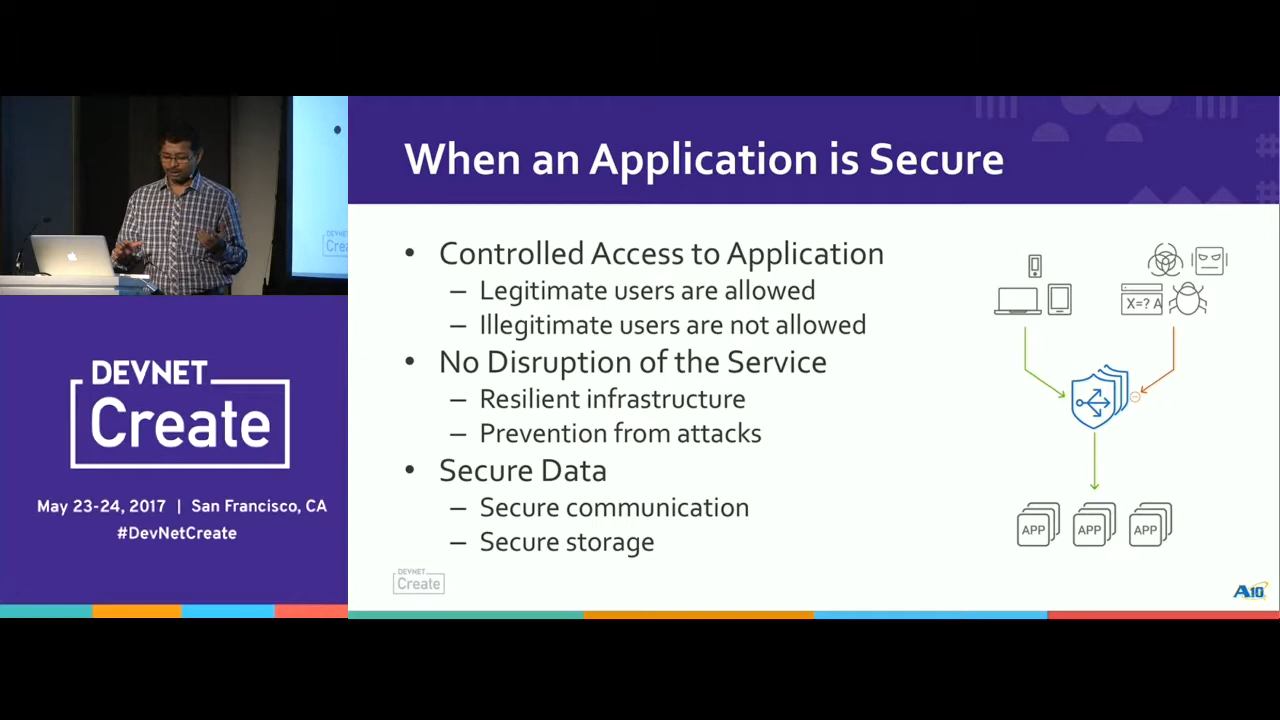 When an Application is Secure
• Controlled Access to Application
– Legitimate users are allowed
– Illegitimate users are not allowed
• No Disruption of the Service
– Resilient infrastructure
– Prevention from attacks
• Secure Data
– Secure communication
– Secure storage
X=? A
APP APP APP
DEVNET
Create
A10
DEVNET
Create
May 23-24, 2017 | San Francisco, CA
#DevNetCreate